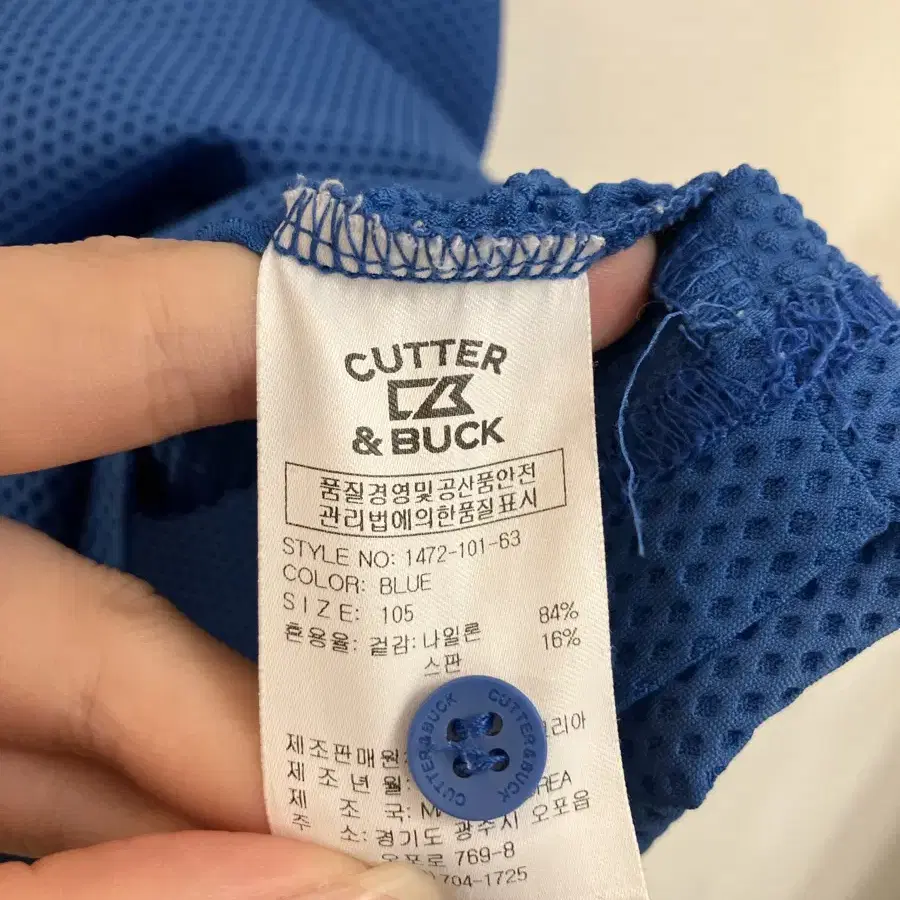 CUTTER
& BUCK
품질경영및공산품안전
관리법에의한품질표시
STYLE NO: 1472-101-63
COLOR: BLUE
SIZE: 105
혼용율: 겉감: 나일론 84%
스판 16%
CUTTER&BUCK
CUTTER&BUCK
제조판매원
제조년월
제조국:
주소: 경기도 광주시 오포읍
오포로 769-8
704-1725